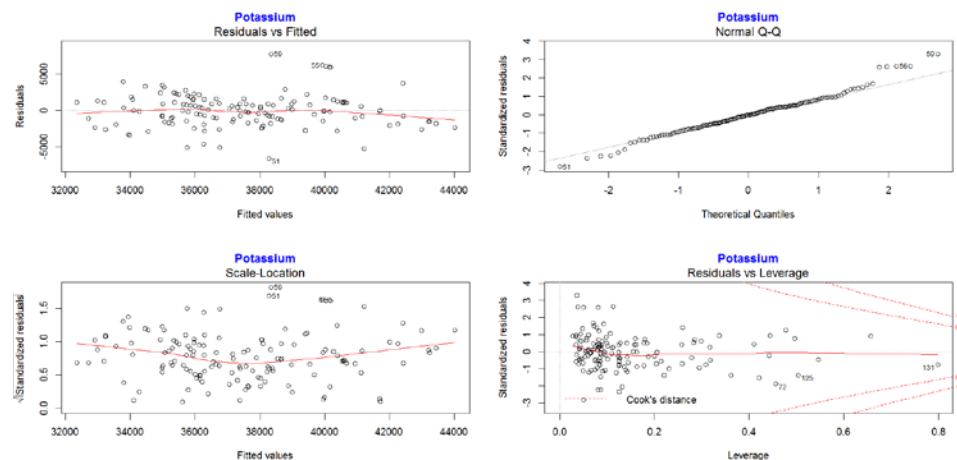 Potassium
Residuals vs Fitted
Residuals
5000
0
-5000
59
51
32000 34000 36000 38000 40000 42000 44000
Fitted values
Potassium
Normal Q-Q
Standardized residuals
4
3
2
1
0
-1
-2
-3
59
56
51
-2 -1 0 1 2
Theoretical Quantiles
Potassium
Scale-Location
√|Standardized residuals|
1.5
1.0
0.5
0.0
59
51
32000 34000 36000 38000 40000 42000 44000
Fitted values
Potassium
Residuals vs Leverage
Standardized residuals
4
3
2
1
0
-1
-3
72
125
131
Cook's distance
0.0 0.2 0.4 0.6 0.8
Leverage